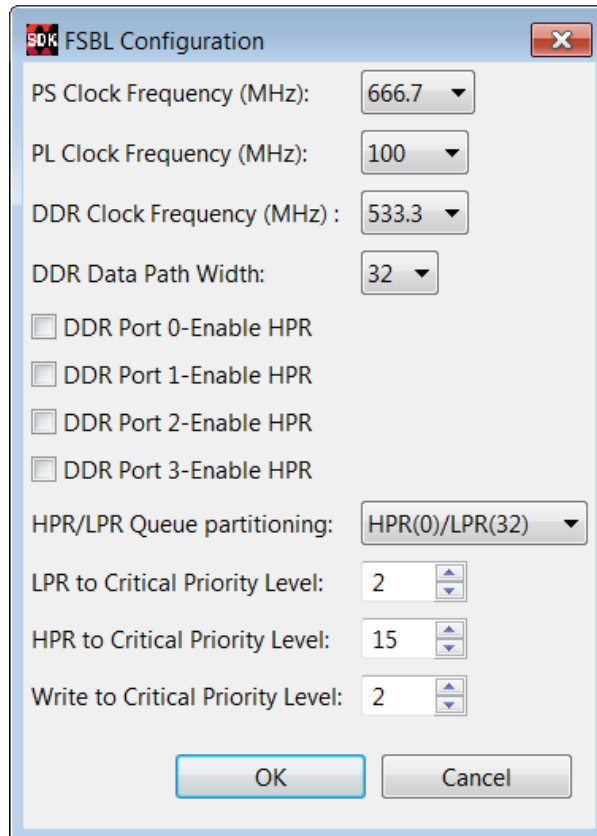 SDK FSBL Configuration
PS Clock Frequency (MHz): 666.7
PL Clock Frequency (MHz): 100
DDR Clock Frequency (MHz) : 533.3
DDR Data Path Width: 32
DDR Port 0-Enable HPR
DDR Port 1-Enable HPR
DDR Port 2-Enable HPR
DDR Port 3-Enable HPR
HPR/LPR Queue partitioning: HPR(0)/LPR(32)
LPR to Critical Priority Level: 2
HPR to Critical Priority Level: 15
Write to Critical Priority Level: 2
OK Cancel